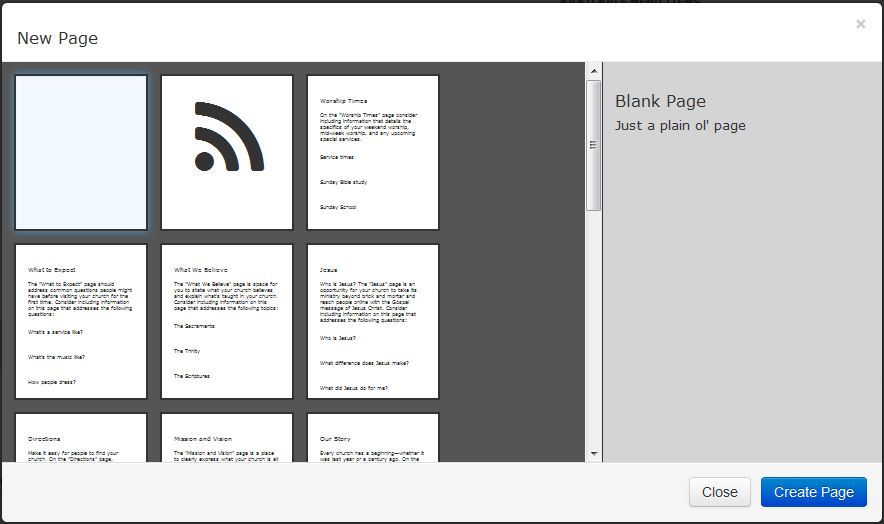 AVAILABLE MENU ITEMS
New Page
×
Worship Times
On the "Worship Times" page consider
including information that details the
specifics of your weekend worship,
mid-week worship, and any upcoming
special services.
Service times
Sunday Bible study
Sunday School
Blank Page
Just a plain ol' page
What to Expect
The "What to Expect" page should
address common questions people might
have before visiting your church for the
first time. Consider including information
on this page that addresses the following
questions:
What's a service like?
What's the music like?
How people dress?
What We Believe
The "What We Believe" page is space for
you to state what your church believes
and explain what's taught in your church.
Consider including information on this
page that addresses the following topics:
The Sacraments
The Trinity
The Scriptures
Jesus
Who is Jesus? The "Jesus" page is an
opportunity for your church to take its
ministry beyond brick and mortar and
reach people online with the Gospel
message of Jesus Christ. Consider
including information on this page that
addresses the following questions:
Who is Jesus?
What difference does Jesus make?
What did Jesus do for me?
Directions
Make it easy for people to find your
church. On the "Directions" page,
Mission and Vision
The "Mission and Vision" page is a place
to clearly express what your church is all
Our Story
Every church has a beginning—whether it
was last year or a century ago. On the
Close
Create Page